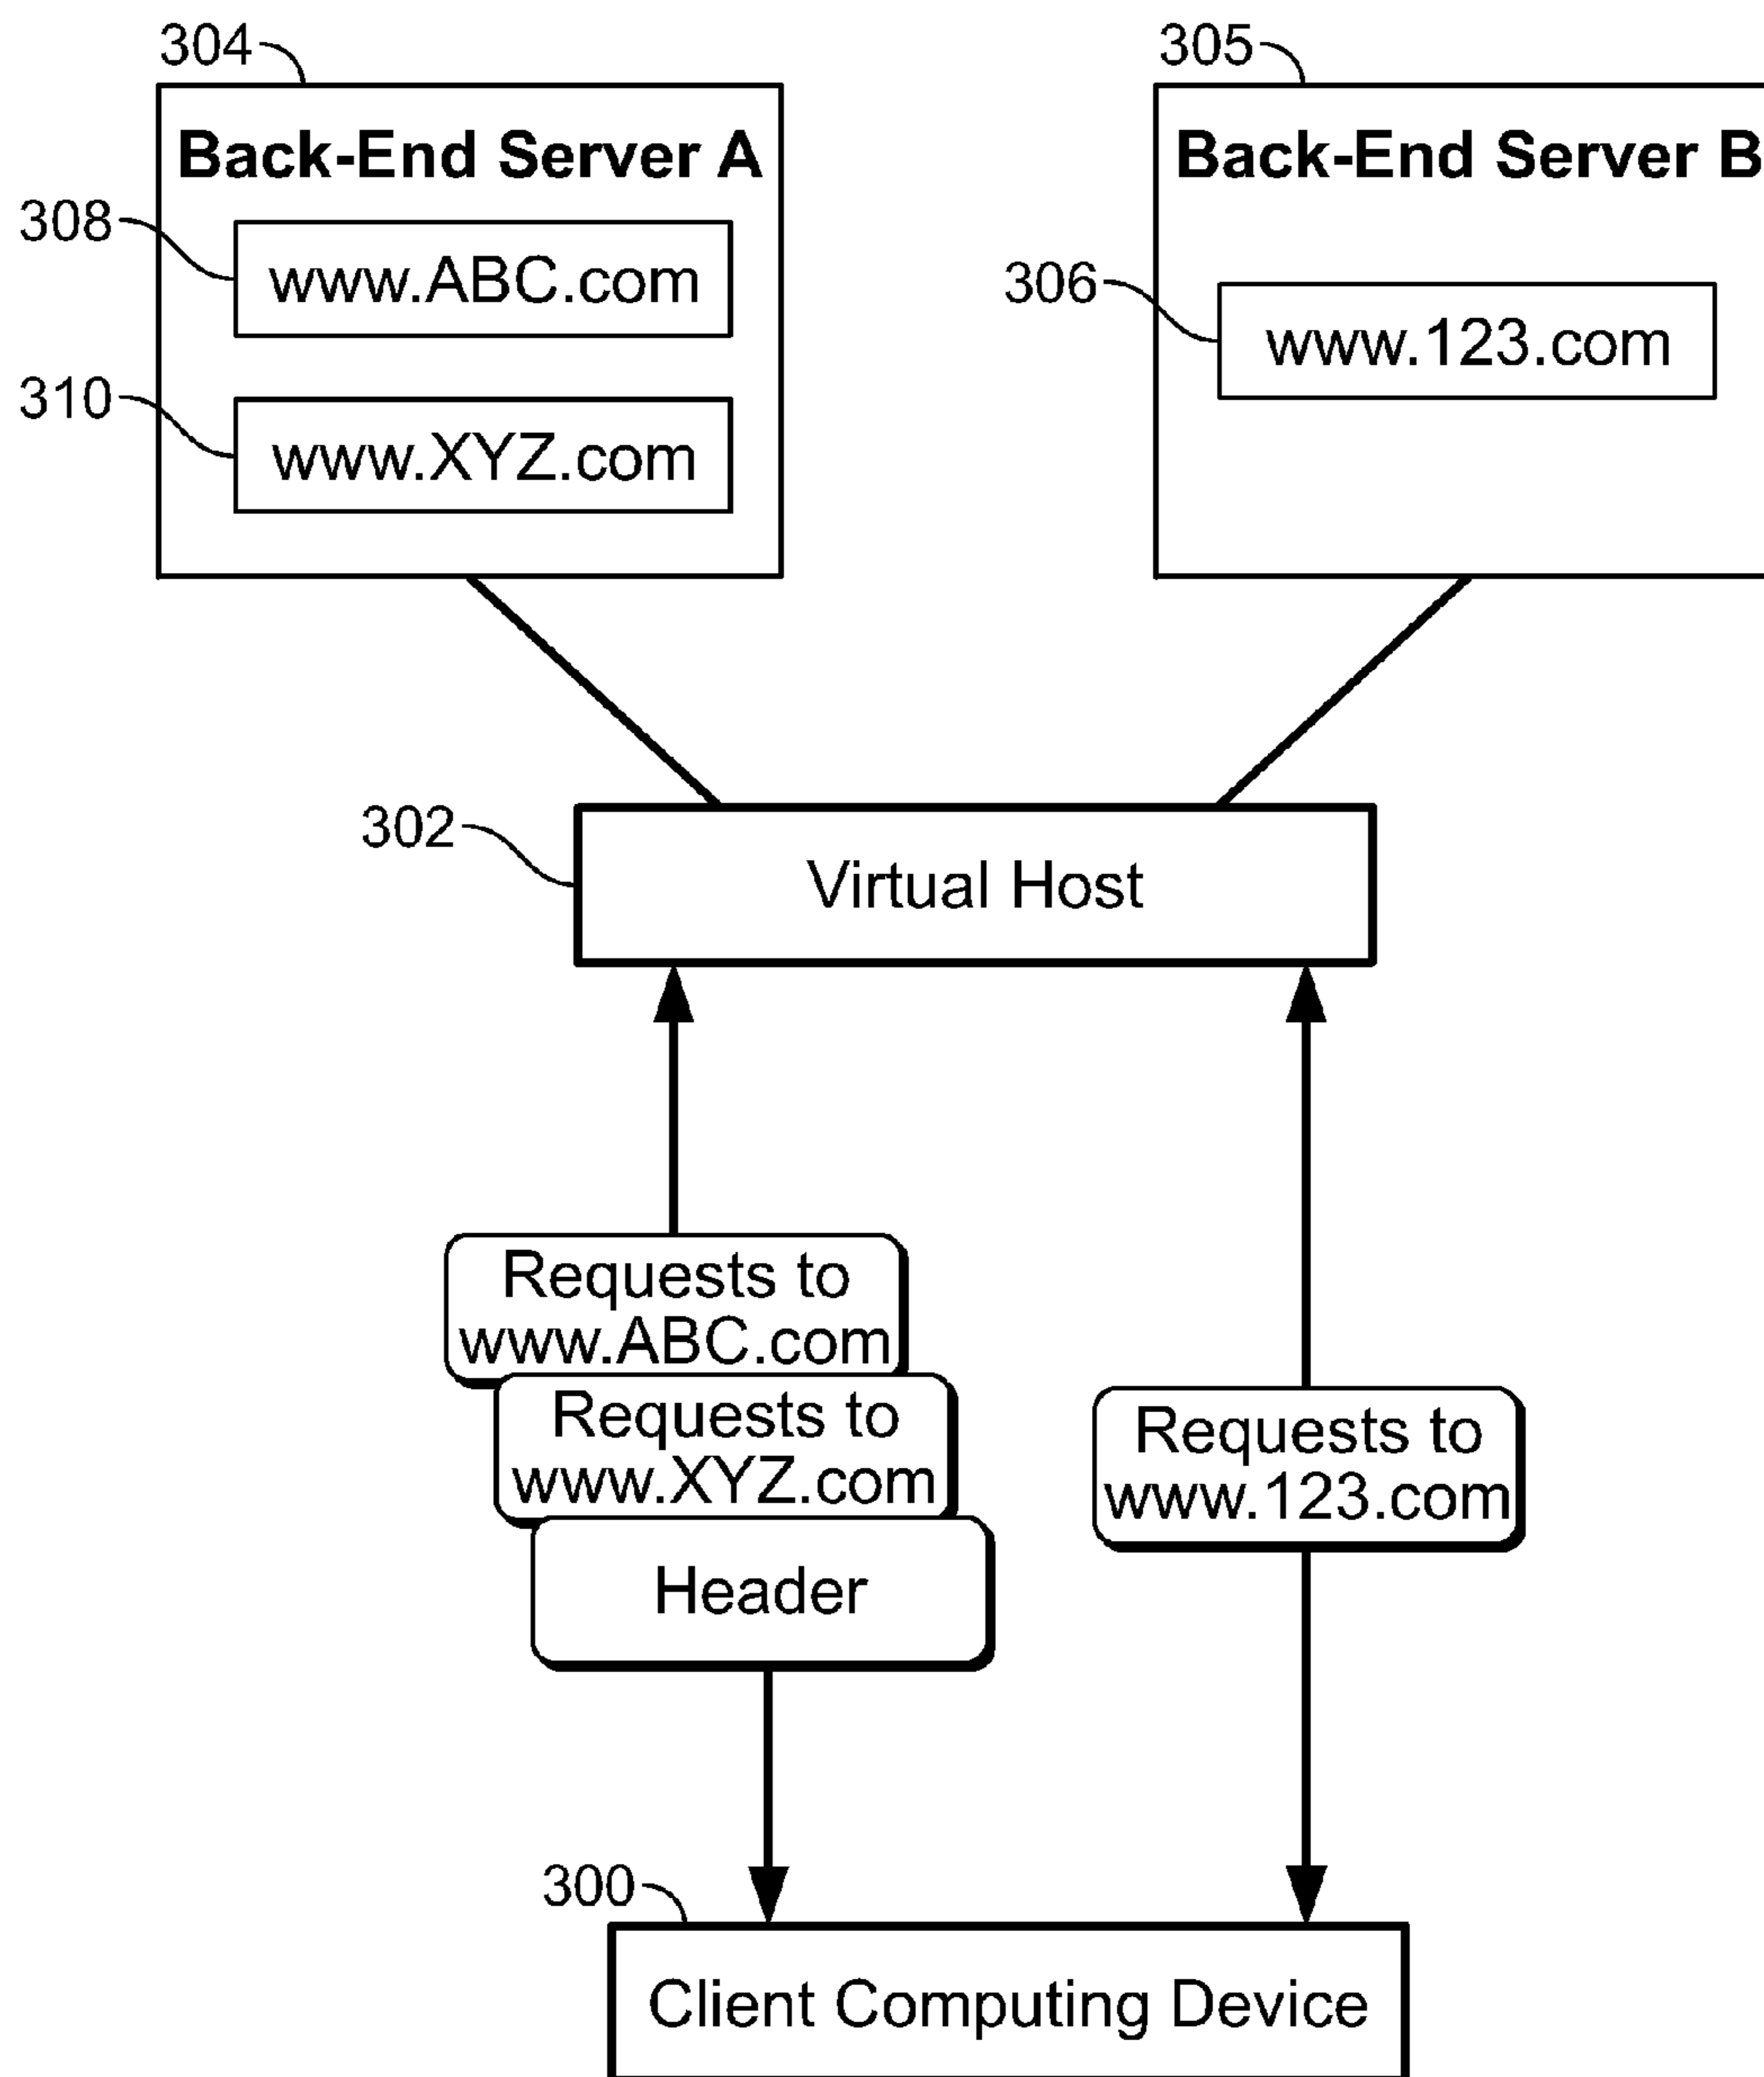 304
305
Back-End Server A
Back-End Server B
308
www.ABC.com
306
www.123.com
310
www.XYZ.com
302
Virtual Host
Requests to
www.ABC.com
Requests to
www.XYZ.com
Header
Requests to
www.123.com
300
Client Computing Device